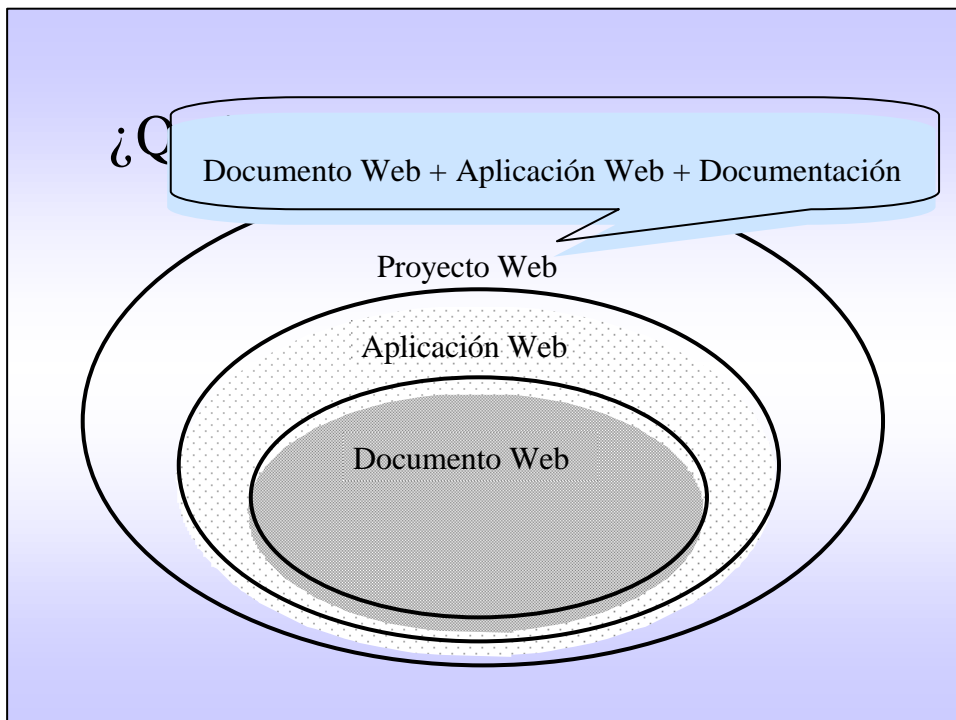 ¿Q
Documento Web + Aplicación Web + Documentación
Proyecto Web
Aplicación Web
Documento Web